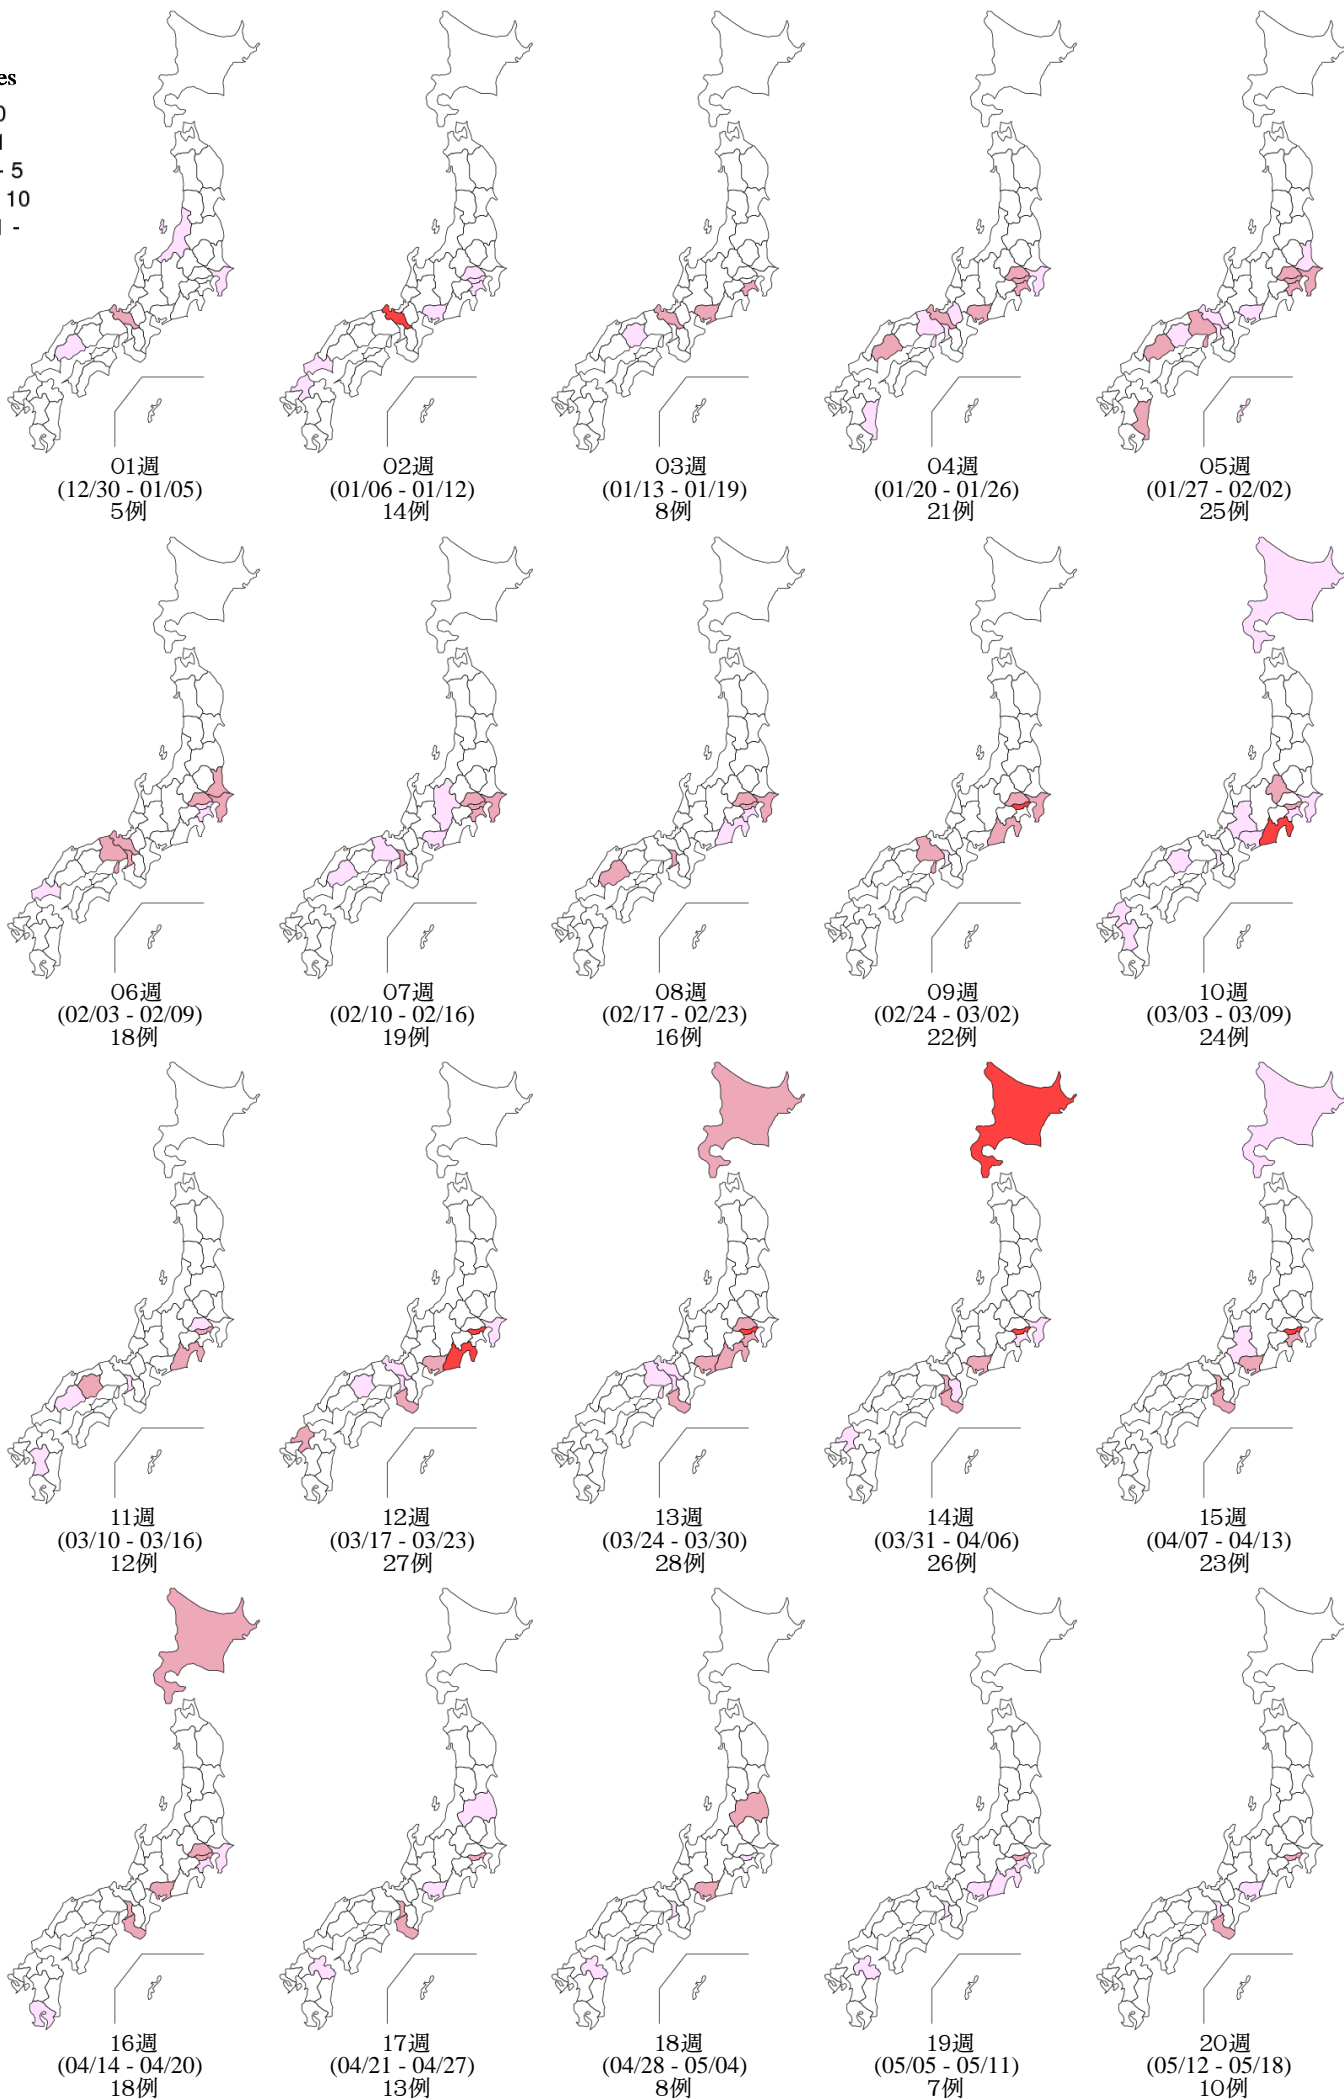 es
0
1
- 5
10
-
01週
(12/30 - 01/05)
5例
02週
(01/06 - 01/12)
14例
03週
(01/13 - 01/19)
8例
04週
(01/20 - 01/26)
21例
05週
(01/27 - 02/02)
25例
06週
(02/03 - 02/09)
18例
07週
(02/10 - 02/16)
19例
08週
(02/17 - 02/23)
16例
09週
(02/24 - 03/02)
22例
10週
(03/03 - 03/09)
24例
11週
(03/10 - 03/16)
12例
12週
(03/17 - 03/23)
27例
13週
(03/24 - 03/30)
28例
14週
(03/31 - 04/06)
26例
15週
(04/07 - 04/13)
23例
16週
(04/14 - 04/20)
18例
17週
(04/21 - 04/27)
13例
18週
(04/28 - 05/04)
8例
19週
(05/05 - 05/11)
7例
20週
(05/12 - 05/18)
10例